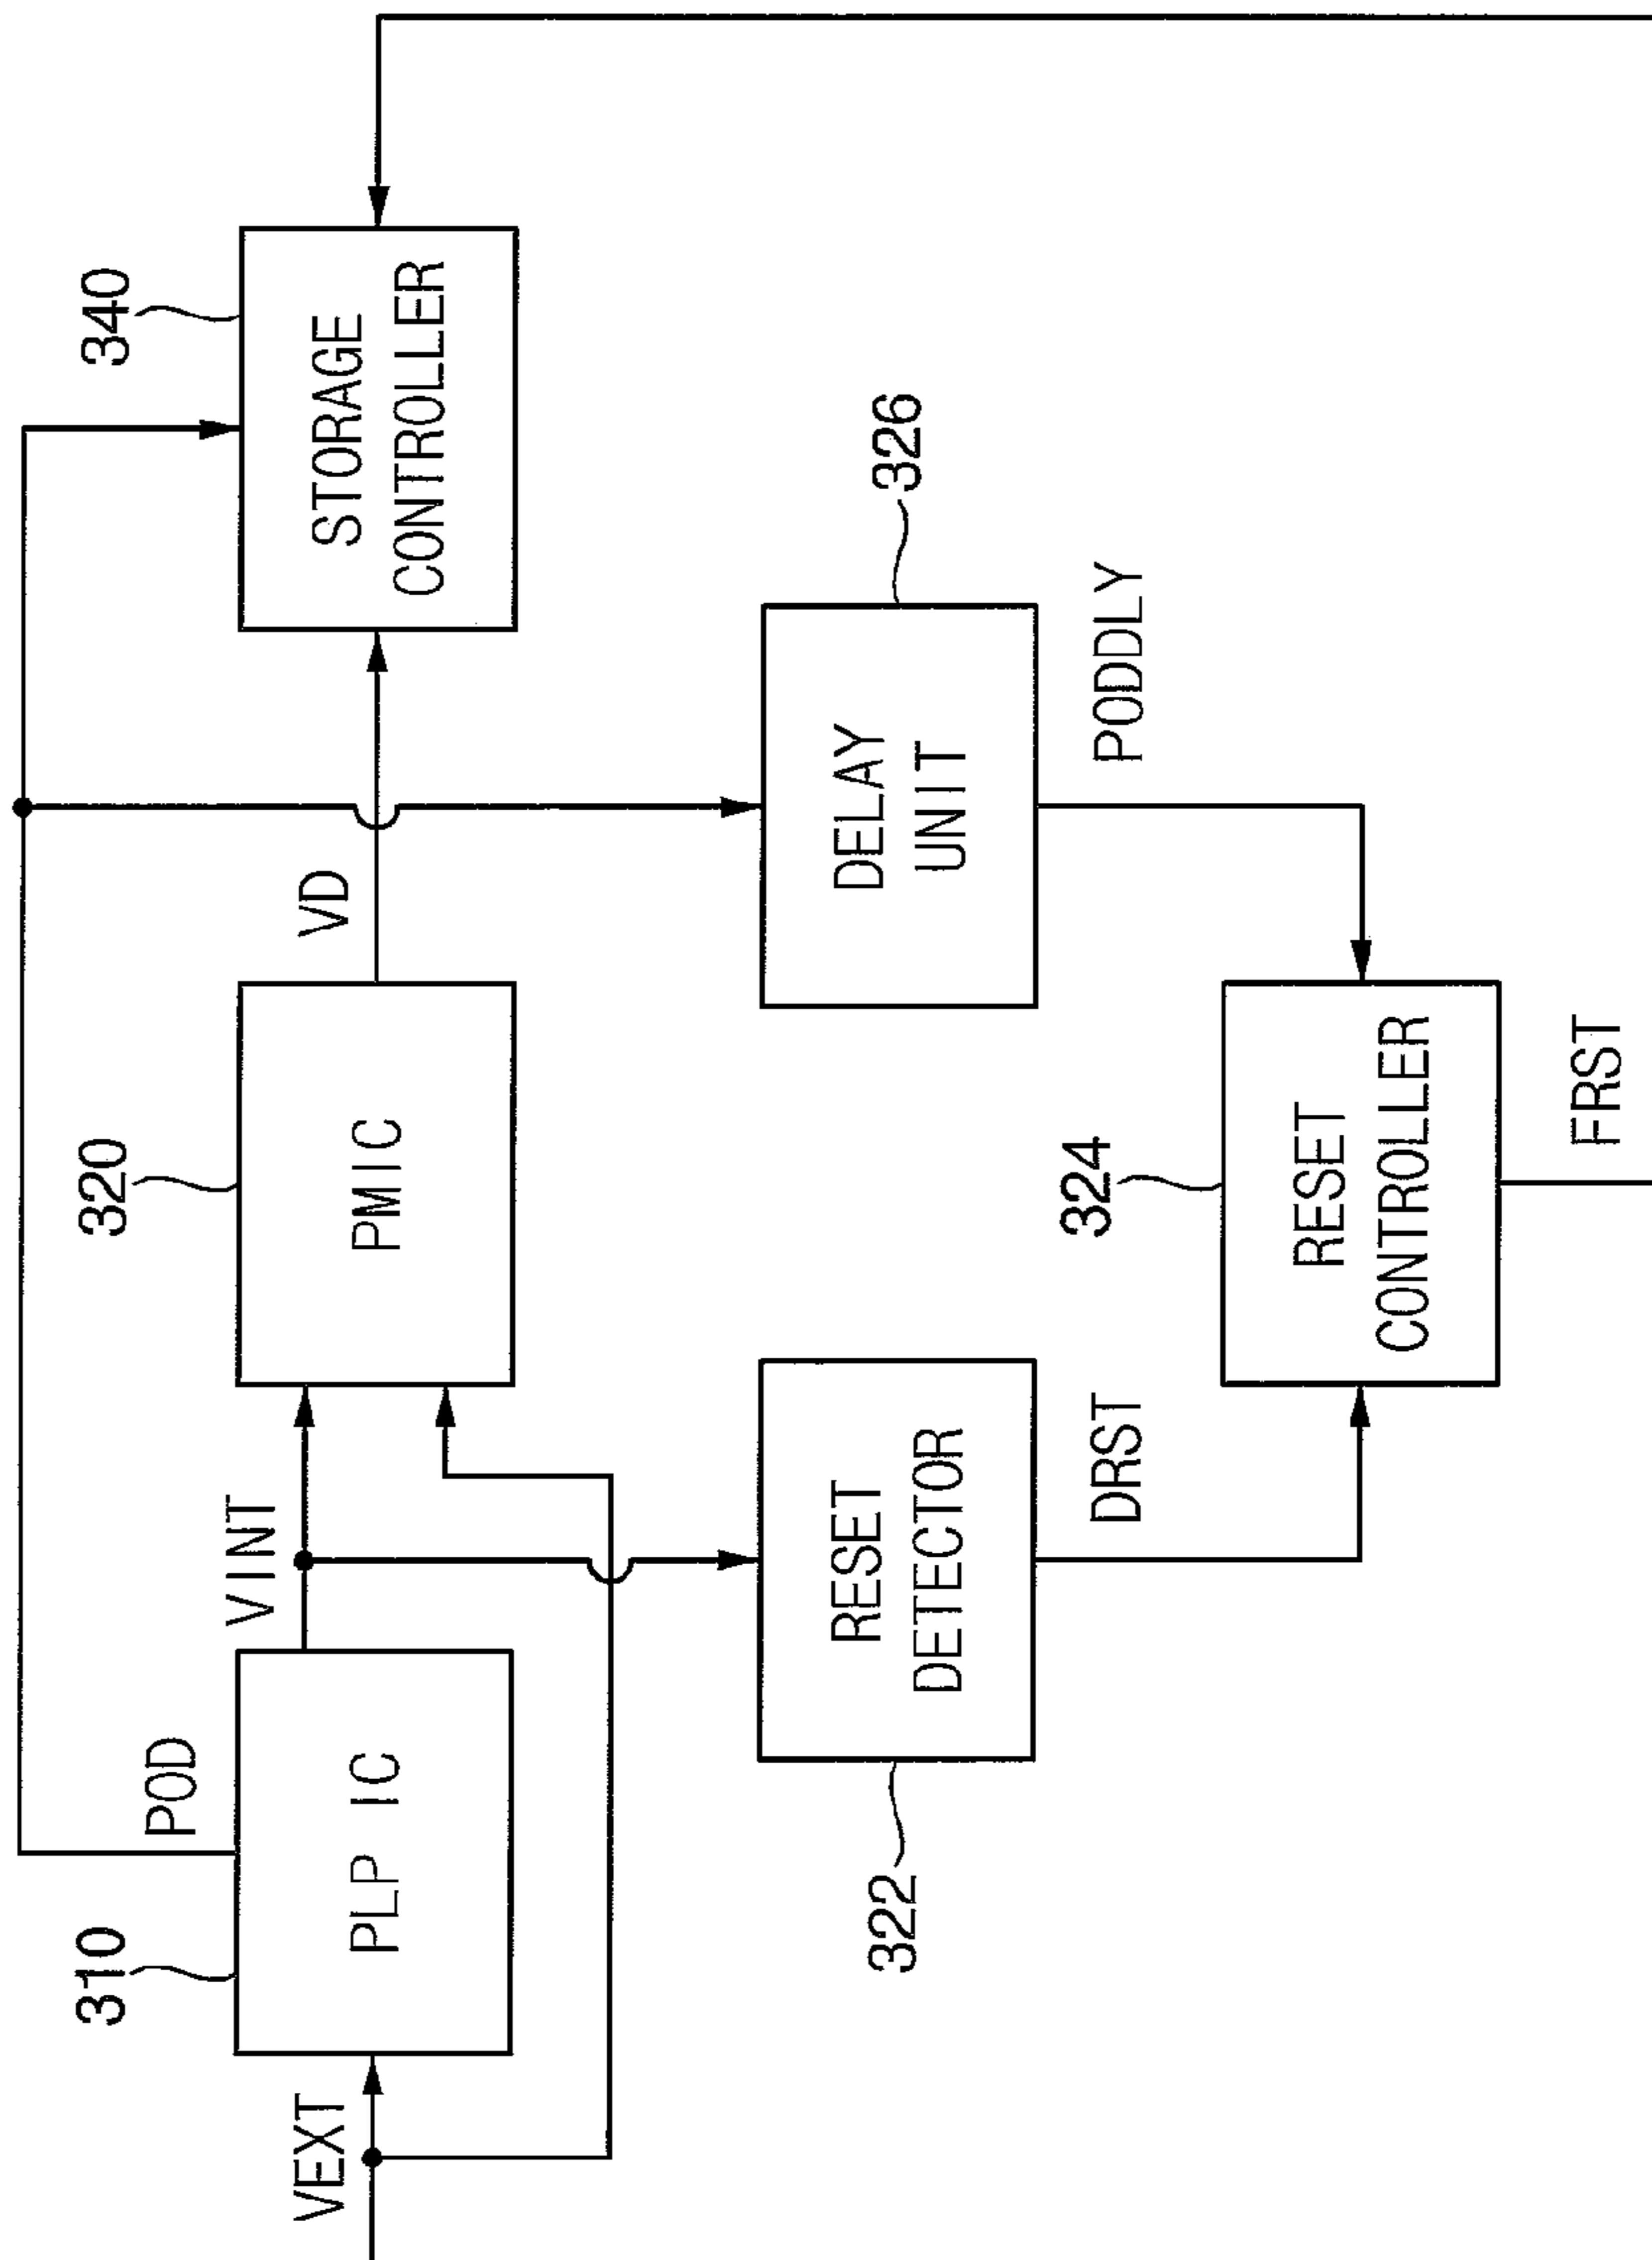 310
320
340
POD
VEXT
VINT
VD
PLP IC
PMIC
STORAGE
CONTROLLER
322
326
RESET
DETECTOR
DELAY
UNIT
324
DRST
PODDLY
RESET
CONTROLLER
FRST